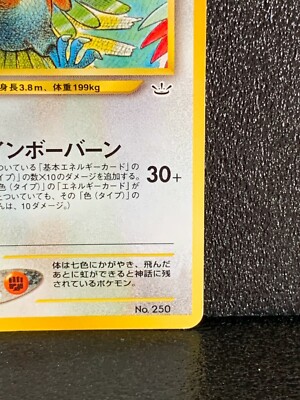 身長3.8m、体重199kg
インボーバーン
ついている「基本エネルギーカード」の
イプ)」の数×10のダメージを追加する。
色(タイプ)」の「エネルギーカード」が
についていても、その「色(タイプ)」の
は、10ダメージ。)
30+
体は七色にかがやき、飛んだ
あとに虹ができると神話に残
されているポケモン。
No. 250